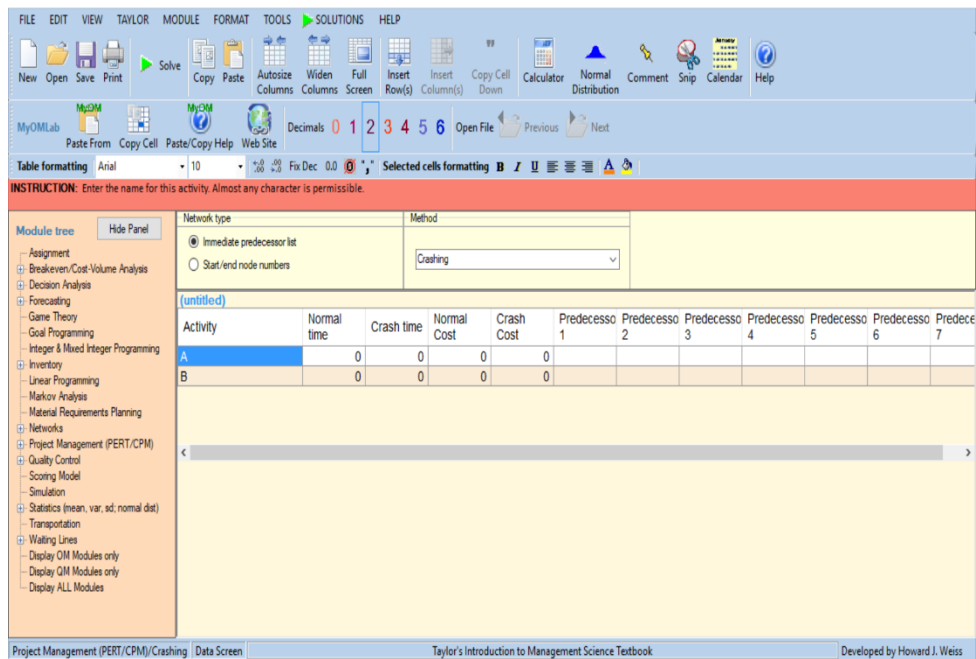 FILE EDIT VIEW TAYLOR MODULE FORMAT TOOLS SOLUTIONS HELP
New Open Save Print Solve Copy Paste Autosize Columns Widen Columns Full Screen Insert Row(s) Insert Column(s) Copy Cell Down Calculator Normal Distribution Comment Snip January Calendar Help
MyOMLab MyOM Paste From Copy Cell MyOM Paste/Copy Help Web Site Decimals 0 1 2 3 4 5 6 Open File Previous Next
Table formatting Arial 10 Fix Dec 0.0 0 "," Selected cells formatting B I U A
INSTRUCTION: Enter the name for this activity. Almost any character is permissible.
Module tree Hide Panel
Assignment
Breakeven/Cost-Volume Analysis
Decision Analysis
Forecasting
Game Theory
Goal Programming
Integer & Mixed Integer Programming
Inventory
Linear Programming
Markov Analysis
Material Requirements Planning
Networks
Project Management (PERT/CPM)
Quality Control
Scoring Model
Simulation
Statistics (mean, var, sd; normal dist)
Transportation
Waiting Lines
Display OM Modules only
Display QM Modules only
Display ALL Modules
Network type
Immediate predecessor list
Start/end node numbers
Method
Crashing
(untitled)
Activity Normal time Crash time Normal Cost Crash Cost Predecesso 1 Predecesso 2 Predecesso 3 Predecesso 4 Predecesso 5 Predecesso 6 Predece 7
A 0 0 0 0
B 0 0 0 0
Project Management (PERT/CPM)/Crashing Data Screen Taylor's Introduction to Management Science Textbook Developed by Howard J. Weiss